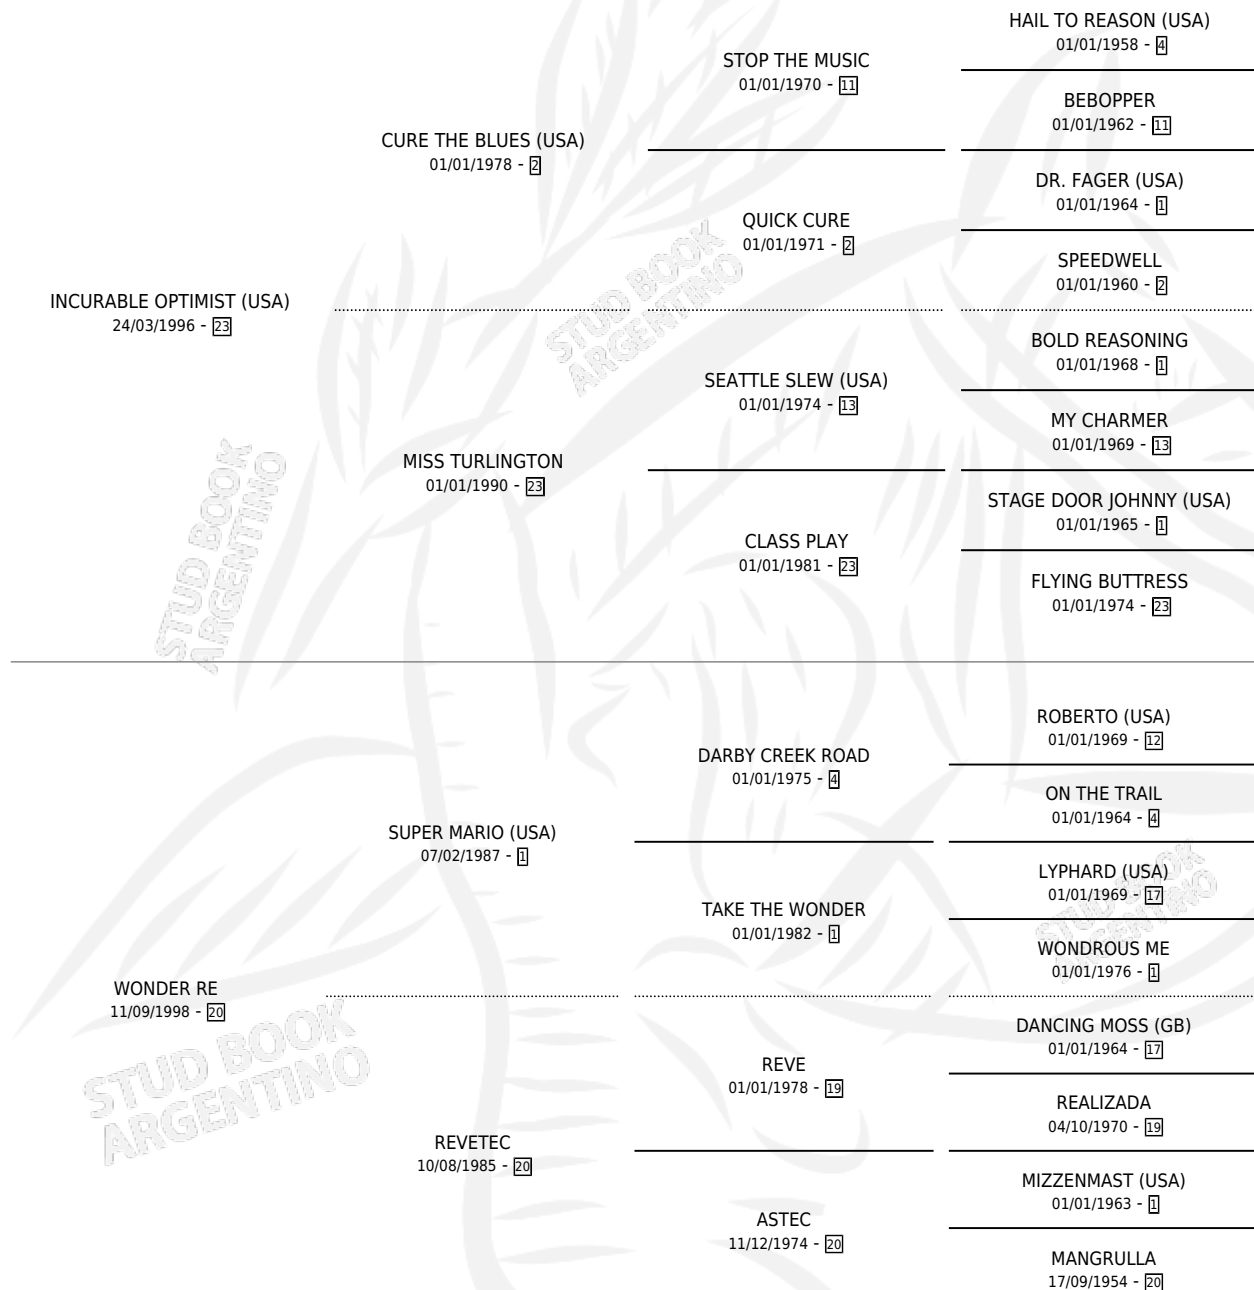 HAIL TO REASON (USA)
01/01/1958 - 4
STOP THE MUSIC
01/01/1970 - 11
BEBOPPER
01/01/1962 - 11
CURE THE BLUES (USA)
01/01/1978 - 2
DR. FAGER (USA)
01/01/1964 - 1
QUICK CURE
01/01/1971 - 2
SPEEDWELL
01/01/1960 - 2
INCURABLE OPTIMIST (USA)
24/03/1996 - 23
BOLD REASONING
01/01/1968 - 1
SEATTLE SLEW (USA)
01/01/1974 - 13
MY CHARMER
01/01/1969 - 13
MISS TURLINGTON
01/01/1990 - 23
STAGE DOOR JOHNNY (USA)
01/01/1965 - 1
CLASS PLAY
01/01/1981 - 23
FLYING BUTTRESS
01/01/1974 - 23
STUD BOOK
ARGENTINO
STUD BOOK
ARGENTINO
ROBERTO (USA)
01/01/1969 - 12
DARBY CREEK ROAD
01/01/1975 - 4
ON THE TRAIL
01/01/1964 - 4
SUPER MARIO (USA)
07/02/1987 - 1
LYPHARD (USA)
01/01/1969 - 17
TAKE THE WONDER
01/01/1982 - 1
WONDROUS ME
01/01/1976 - 1
WONDER RE
11/09/1998 - 20
DANCING MOSS (GB)
01/01/1964 - 17
REVE
01/01/1978 - 19
REALIZADA
04/10/1970 - 19
REVETEC
10/08/1985 - 20
MIZZENMAST (USA)
01/01/1963 - 1
ASTEC
11/12/1974 - 20
MANGRULLA
17/09/1954 - 20
STUD BOOK
ARGENTINO
STUD BOOK
ARGENTINO